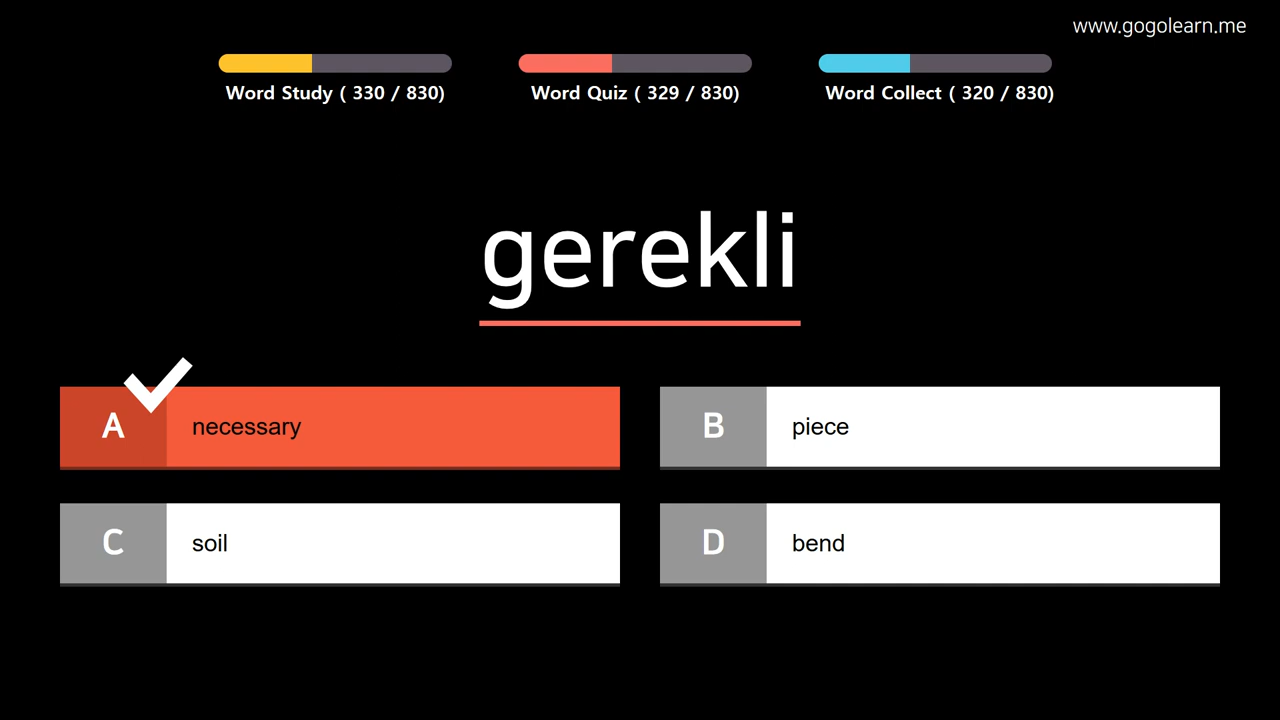 www.gogolearn.me
Word Study ( 330 / 830)
Word Quiz ( 329 / 830)
Word Collect ( 320 / 830)
gerekli
A necessary
B piece
C soil
D bend